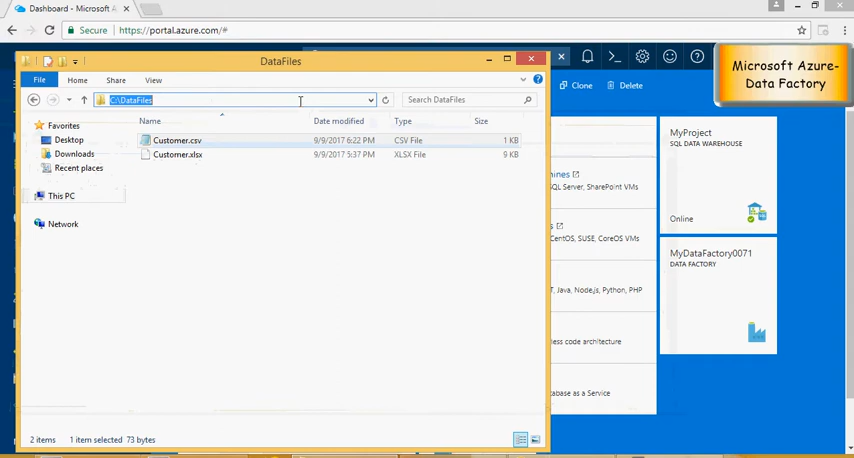 Dashboard - Microsoft A
Secure
https://portal.azure.com/#
DataFiles
Microsoft Azure-
Data Factory
File
Home
Share
View
Clone
Delete
C:\DataFiles
Search DataFiles
Favorites
Desktop
Downloads
Recent places
This PC
Network
Name
Date modified
Type
Size
Customer.csv
9/9/2017 6:22 PM
CSV File
1 KB
Customer.xlsx
9/9/2017 5:37 PM
XLSX File
9 KB
MyProject
SQL DATA WAREHOUSE
Online
MyDataFactory0071
DATA FACTORY
hines
SQL Server, SharePoint VMs
CentOS, SUSE, CoreOS VMs
T, Java, Node.js, Python, PHP
less code architecture
tabase as a Service
2 items
1 item selected 73 bytes